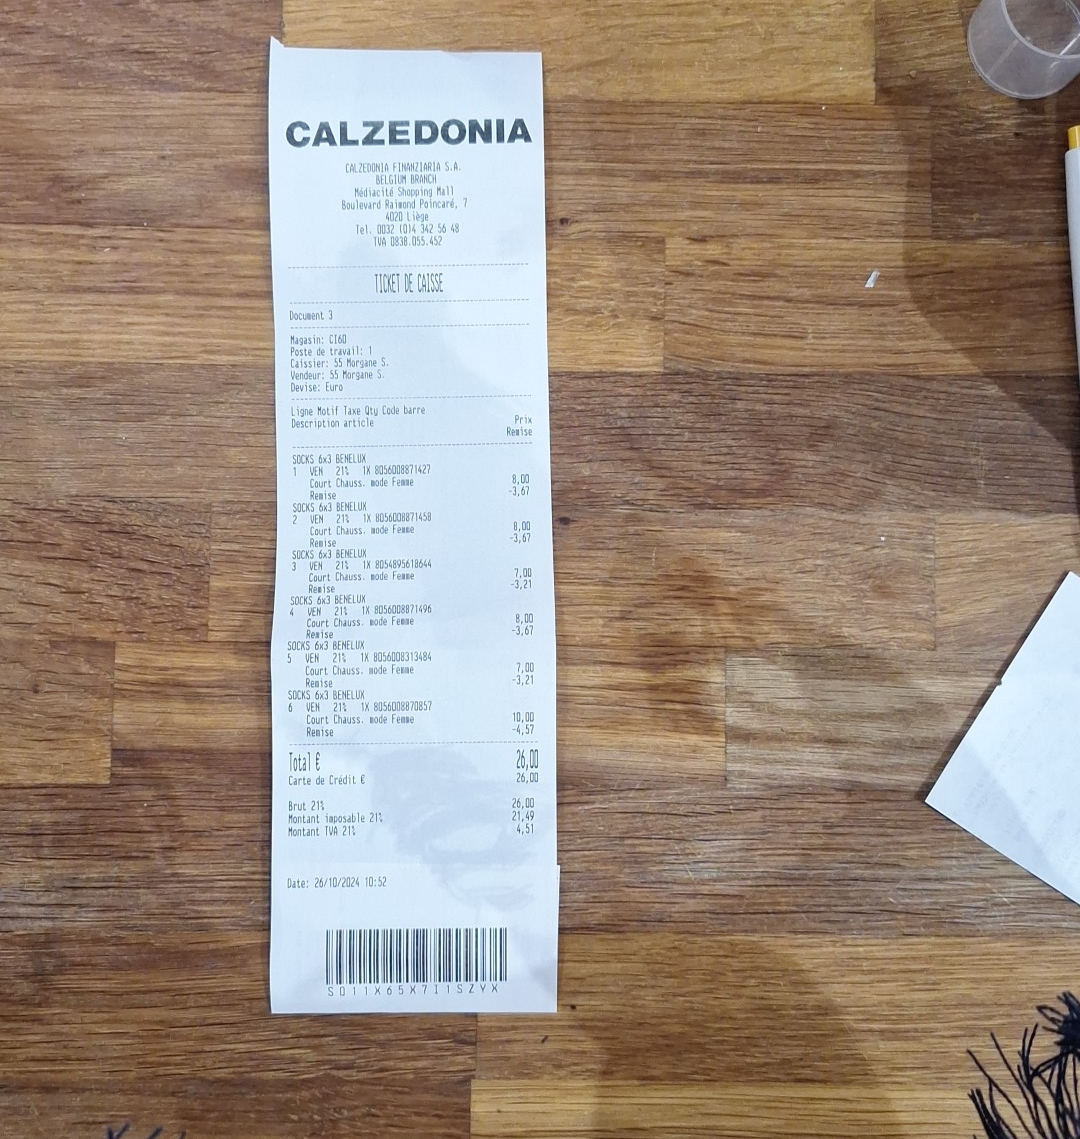 CALZEDONIA
CALZEDONIA FINANZIARIA S.A.
BELGIUM BRANCH
Médiacité Shopping Mall
Boulevard Raimond Poincaré, 7
4020 Liège
Tel. 0032 (0)4 342 56 48
TVA 0838.055.452
TICKET DE CAISSE
Document 3
Magasin: CI60
Poste de travail: 1
Caissier: 55 Morgane S.
Vendeur: 55 Morgane S.
Devise: Euro
Ligne Motif Taxe Qty Code barre
Description article Prix
Remise
SOCKS 6x3 BENELUX
1 VEN 21% 1X 8056008871427
Court Chauss. mode Femme 8,00
Remise -3,67
SOCKS 6x3 BENELUX
2 VEN 21% 1X 8056008871458
Court Chauss. mode Femme 8,00
Remise -3,67
SOCKS 6x3 BENELUX
3 VEN 21% 1X 8054895618644
Court Chauss. mode Femme 7,00
Remise -3,21
SOCKS 6x3 BENELUX
4 VEN 21% 1X 8056008871496
Court Chauss. mode Femme 8,00
Remise -3,67
SOCKS 6x3 BENELUX
5 VEN 21% 1X 8056008313484
Court Chauss. mode Femme 7,00
Remise -3,21
SOCKS 6x3 BENELUX
6 VEN 21% 1X 8056008870857
Court Chauss. mode Femme 10,00
Remise -4,57
Total € 26,00
Carte de Crédit € 26,00
Brut 21% 26,00
Montant imposable 21% 21,49
Montant TVA 21% 4,51
Date: 26/10/2024 10:52
S011X65X7I1SZYX